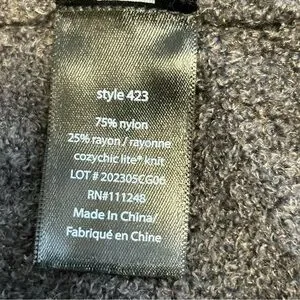 style 423
75% nylon
25% rayon / rayonne
cozychic lite® knit
LOT # 202305CG06
RN#111248
Made In China/
Fabriqué en Chine